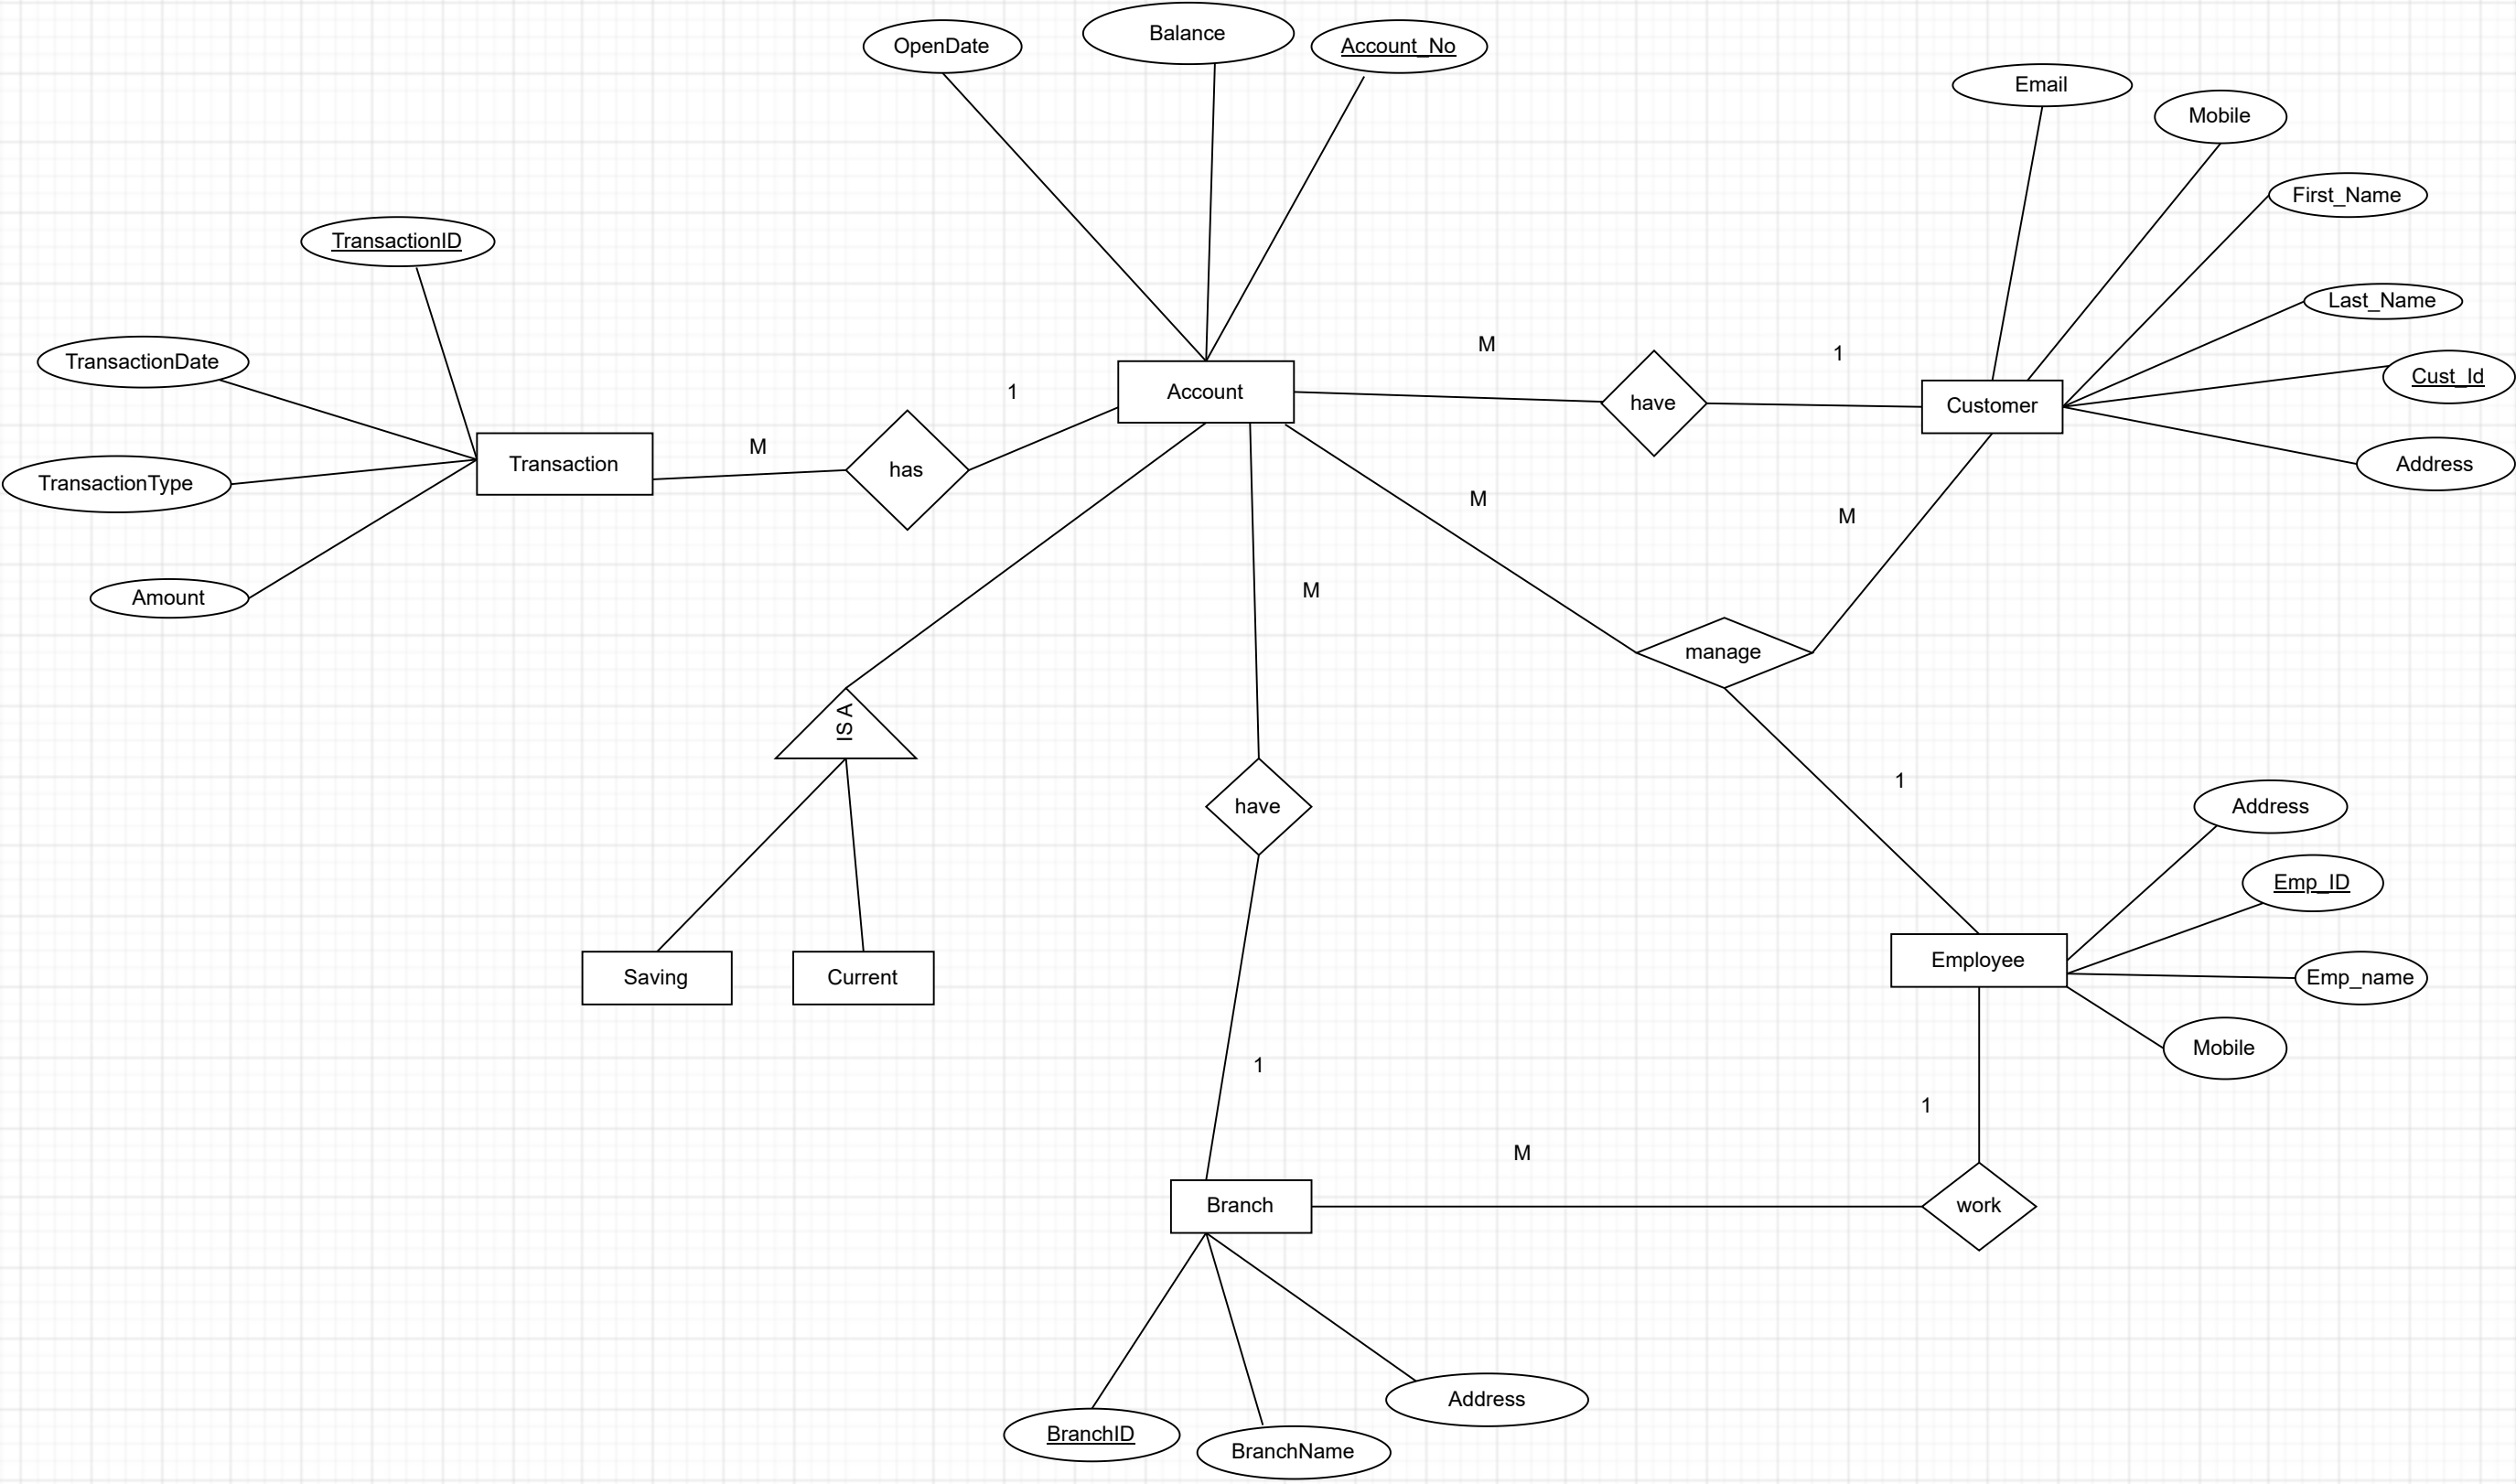 OpenDate
Balance
Account_No
Email
Mobile
First_Name
Last_Name
Cust_Id
Address
TransactionID
TransactionDate
TransactionType
Amount
Transaction
M
has
1
Account
M
have
1
Customer
M
M
M
manage
1
IS A
have
Saving
Current
Address
Emp_ID
Emp_name
Mobile
Employee
1
1
M
Branch
work
BranchID
BranchName
Address